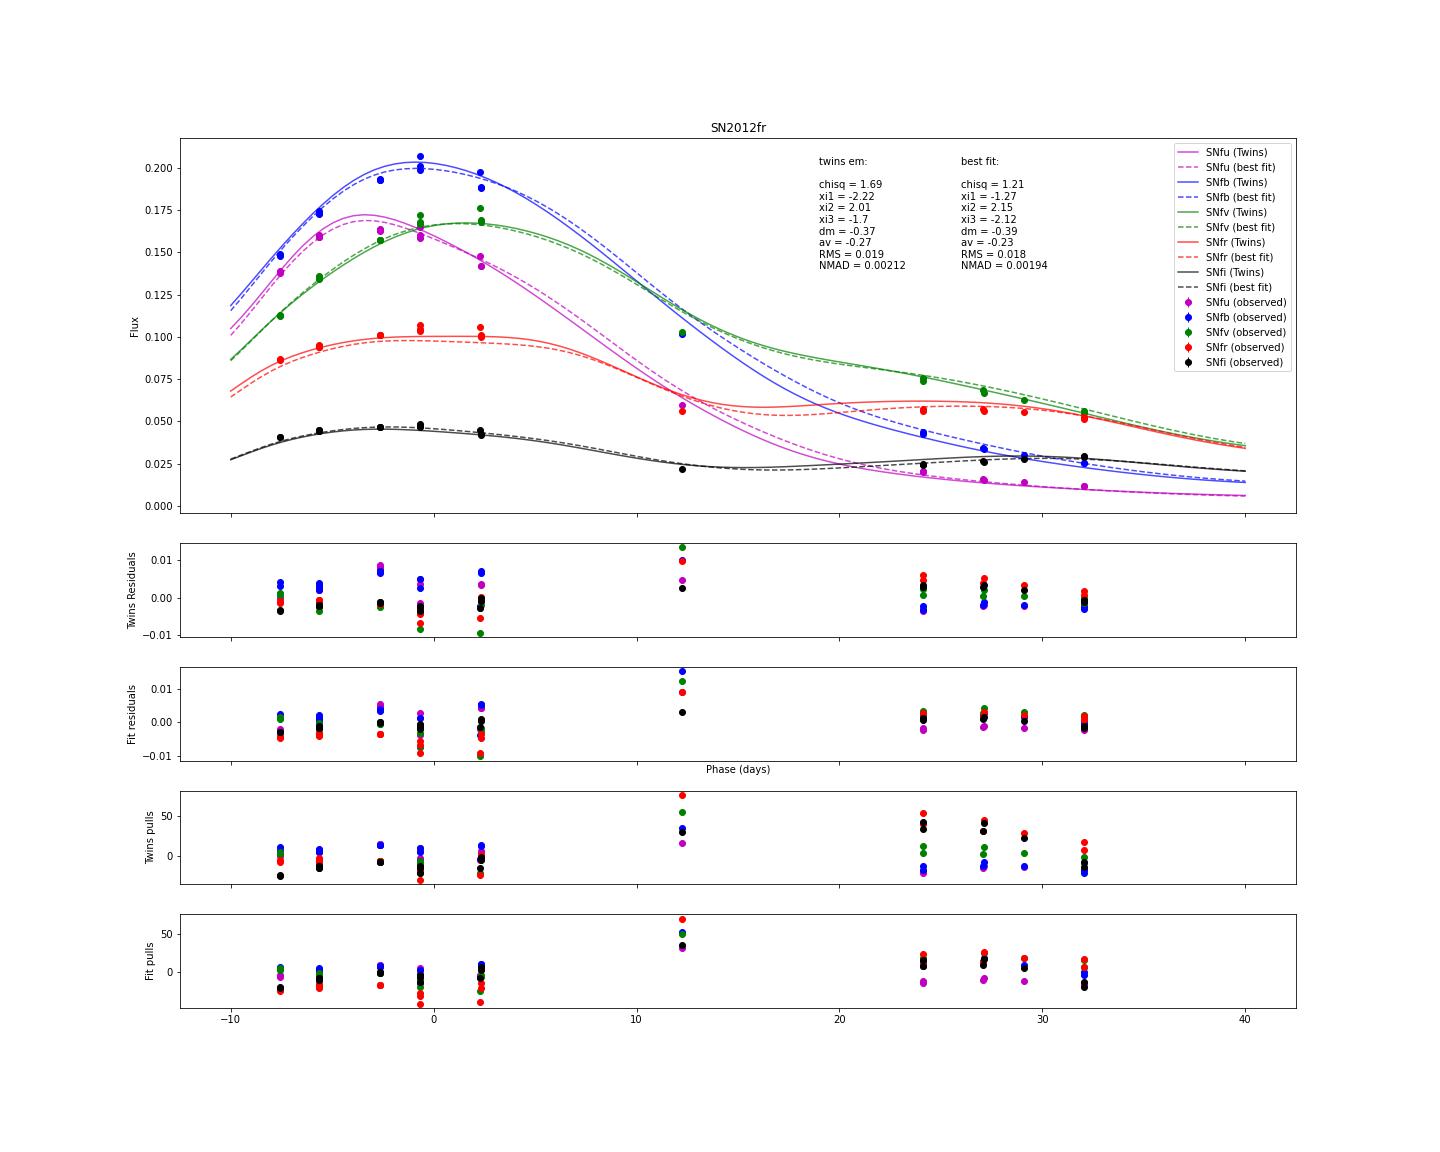 SN2012fr
Flux
0.200
0.175
0.150
0.125
0.100
0.075
0.050
0.025
0.000
twins em:
chisq = 1.69
xi1 = -2.22
xi2 = 2.01
xi3 = -1.7
dm = -0.37
av = -0.27
RMS = 0.019
NMAD = 0.00212
best fit:
chisq = 1.21
xi1 = -1.27
xi2 = 2.15
xi3 = -2.12
dm = -0.39
av = -0.23
RMS = 0.018
NMAD = 0.00194
SNfu (Twins)
SNfu (best fit)
SNfb (Twins)
SNfb (best fit)
SNfv (Twins)
SNfv (best fit)
SNfr (Twins)
SNfr (best fit)
SNfi (Twins)
SNfi (best fit)
SNfu (observed)
SNfb (observed)
SNfv (observed)
SNfr (observed)
SNfi (observed)
Twins Residuals
0.01
0.00
−0.01
Fit residuals
0.01
0.00
−0.01
Phase (days)
Twins pulls
50
0
Fit pulls
50
0
−10
0
10
20
30
40